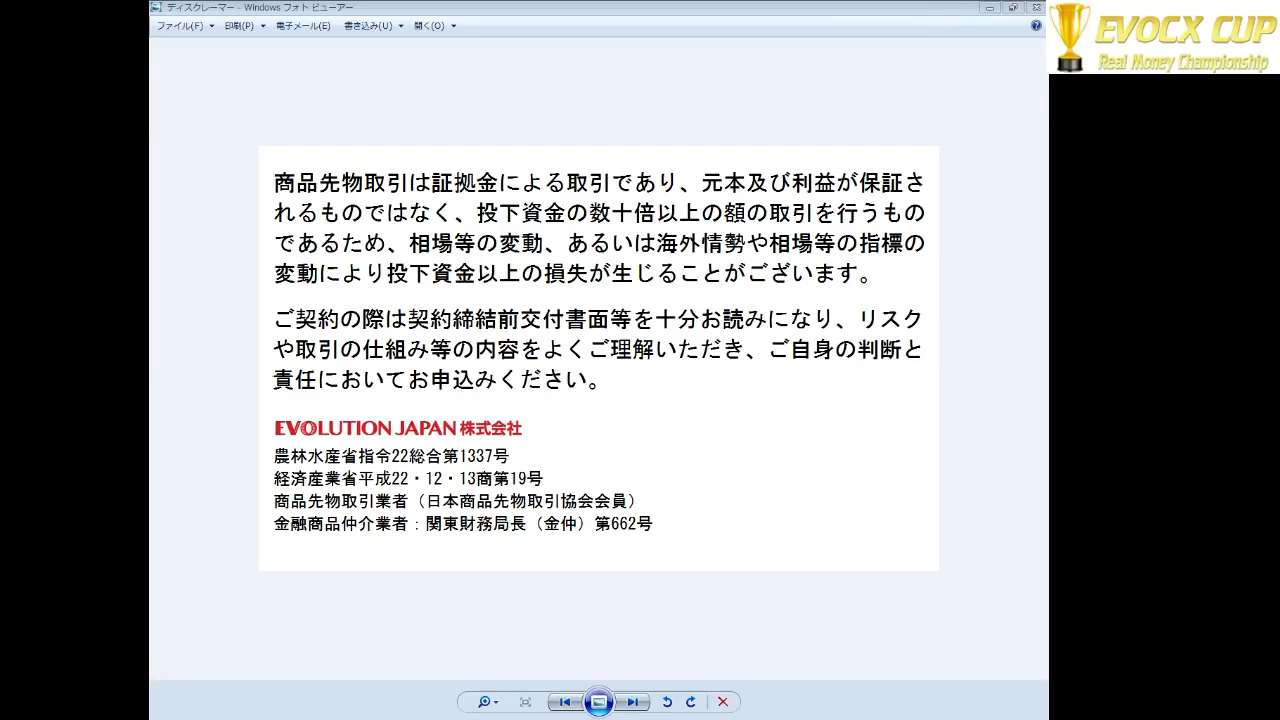 ディスクレーマー - Windows フォト ビューアー
ファイル(F) 印刷(P) 電子メール(E) 書き込み(U) 開く(O)
EVOCX CUP
Real Money Championship
商品先物取引は証拠金による取引であり、元本及び利益が保証さ
れるものではなく、投下資金の数十倍以上の額の取引を行うもの
であるため、相場等の変動、あるいは海外情勢や相場等の指標の
変動により投下資金以上の損失が生じることがございます。
ご契約の際は契約締結前交付書面等を十分お読みになり、リスク
や取引の仕組み等の内容をよくご理解いただき、ご自身の判断と
責任においてお申込みください。
EVOLUTION JAPAN 株式会社
農林水産省指令22総合第1337号
経済産業省平成22・12・13商第19号
商品先物取引業者（日本商品先物取引協会会員）
金融商品仲介業者：関東財務局長（金仲）第662号